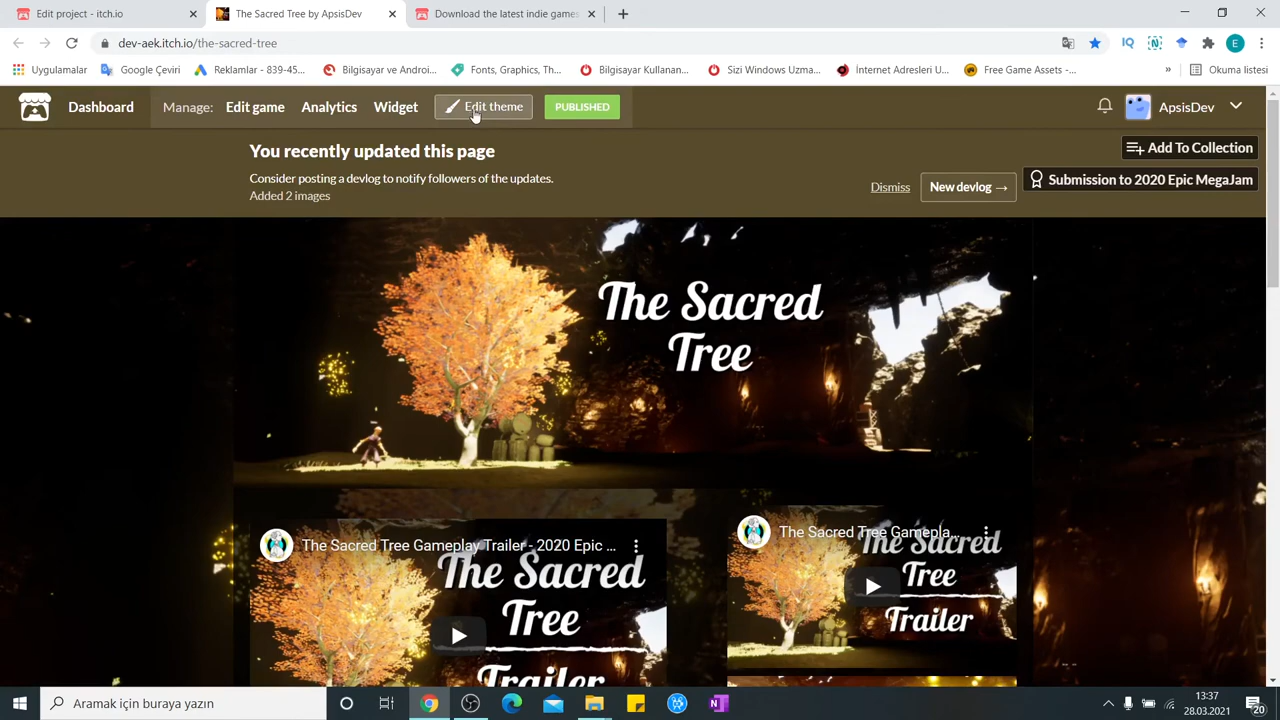 Edit project - itch.io
The Sacred Tree by ApsisDev
Download the latest indie games
dev-aek.itch.io/the-sacred-tree
IQ
N
E
Uygulamalar
Google Çeviri
Reklamlar - 839-45...
Bilgisayar ve Androi...
Fonts, Graphics, Th...
Bilgisayar Kullanan...
Sizi Windows Uzma...
İnternet Adresleri U...
Free Game Assets -...
»
Okuma listesi
Dashboard
Manage:
Edit game
Analytics
Widget
Edit theme
PUBLISHED
ApsisDev
You recently updated this page
Consider posting a devlog to notify followers of the updates.
Added 2 images
Dismiss
New devlog →
Add To Collection
Submission to 2020 Epic MegaJam
The Sacred
Tree
The Sacred Tree Gameplay Trailer - 2020 Epic ...
The Sacred
Tree
Trailer
The Sacred Tree Gamepla...
The Sacred
Tree
Trailer
Aramak için buraya yazın
N
13:37
28.03.2021
20